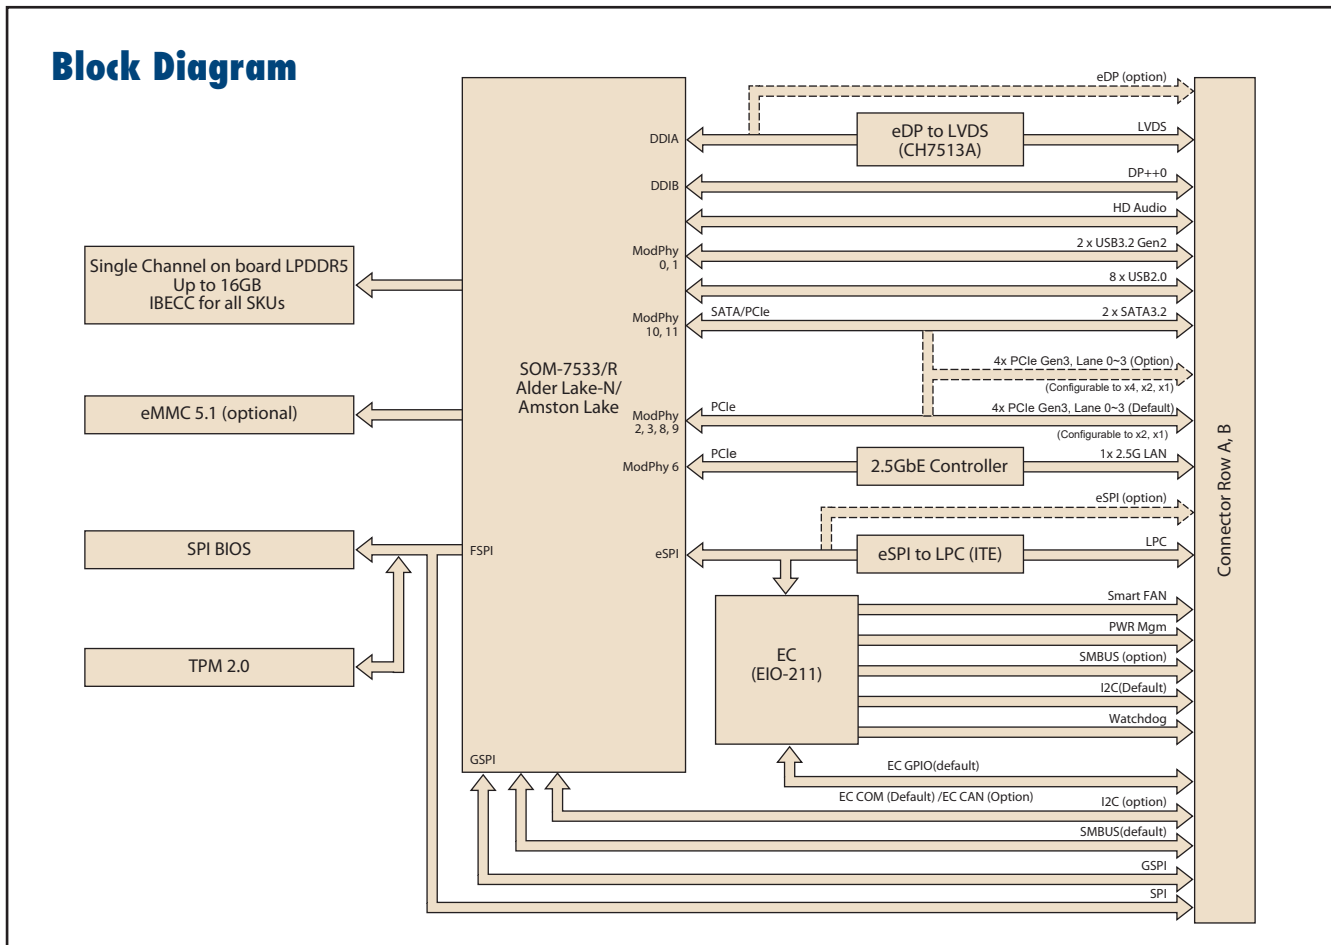 Block Diagram
eDP (option)
DDIA
eDP to LVDS
(CH7513A)
LVDS
DDIB
DP++0
HD Audio
ModPhy
0, 1
2 x USB3.2 Gen2
8 x USB2.0
Single Channel on board LPDDR5
Up to 16GB
IBECC for all SKUs
ModPhy
10, 11
SATA/PCIe
2 x SATA3.2
SOM-7533/R
Alder Lake-N/
Amston Lake
4x PCIe Gen3, Lane 0~3 (Option)
(Configurable to x4, x2, x1)
eMMC 5.1 (optional)
ModPhy
2, 3, 8, 9
PCIe
4x PCIe Gen3, Lane 0~3 (Default)
(Configurable to x2, x1)
ModPhy 6
PCIe
2.5GbE Controller
1x 2.5G LAN
Connector Row A, B
eSPI (option)
SPI BIOS
FSPI
eSPI
eSPI to LPC (ITE)
LPC
TPM 2.0
EC
(EIO-211)
Smart FAN
PWR Mgm
SMBUS (option)
I2C(Default)
Watchdog
GSPI
EC GPIO(default)
EC COM (Default) /EC CAN (Option)
I2C (option)
SMBUS(default)
GSPI
SPI